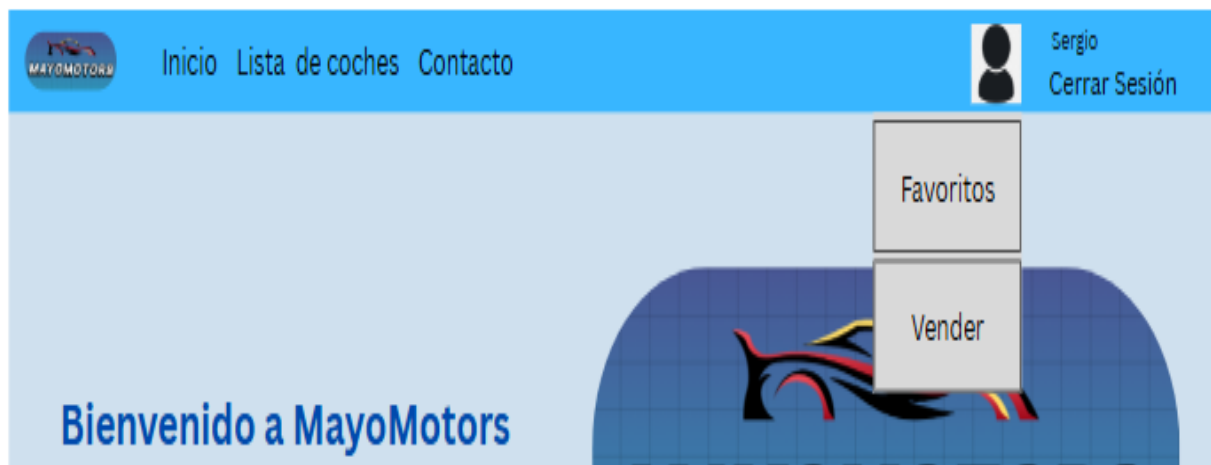 MAYOMOTORS
Inicio Lista de coches Contacto
Sergio
Cerrar Sesión
Favoritos
Vender
Bienvenido a MayoMotors